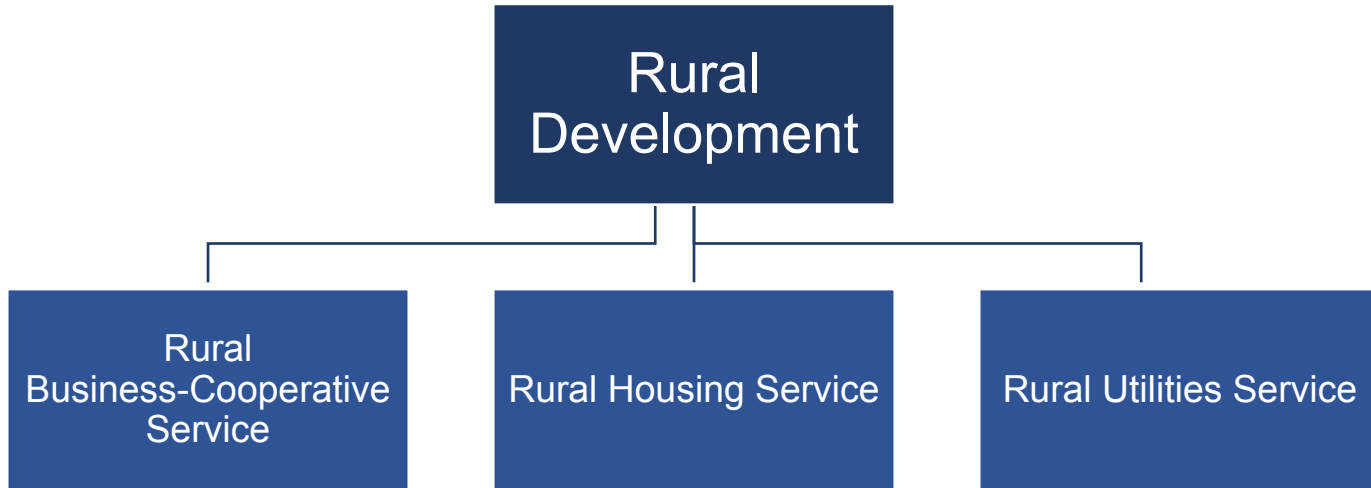 Rural
Development
Rural
Business-Cooperative
Service
Rural Housing Service
Rural Utilities Service